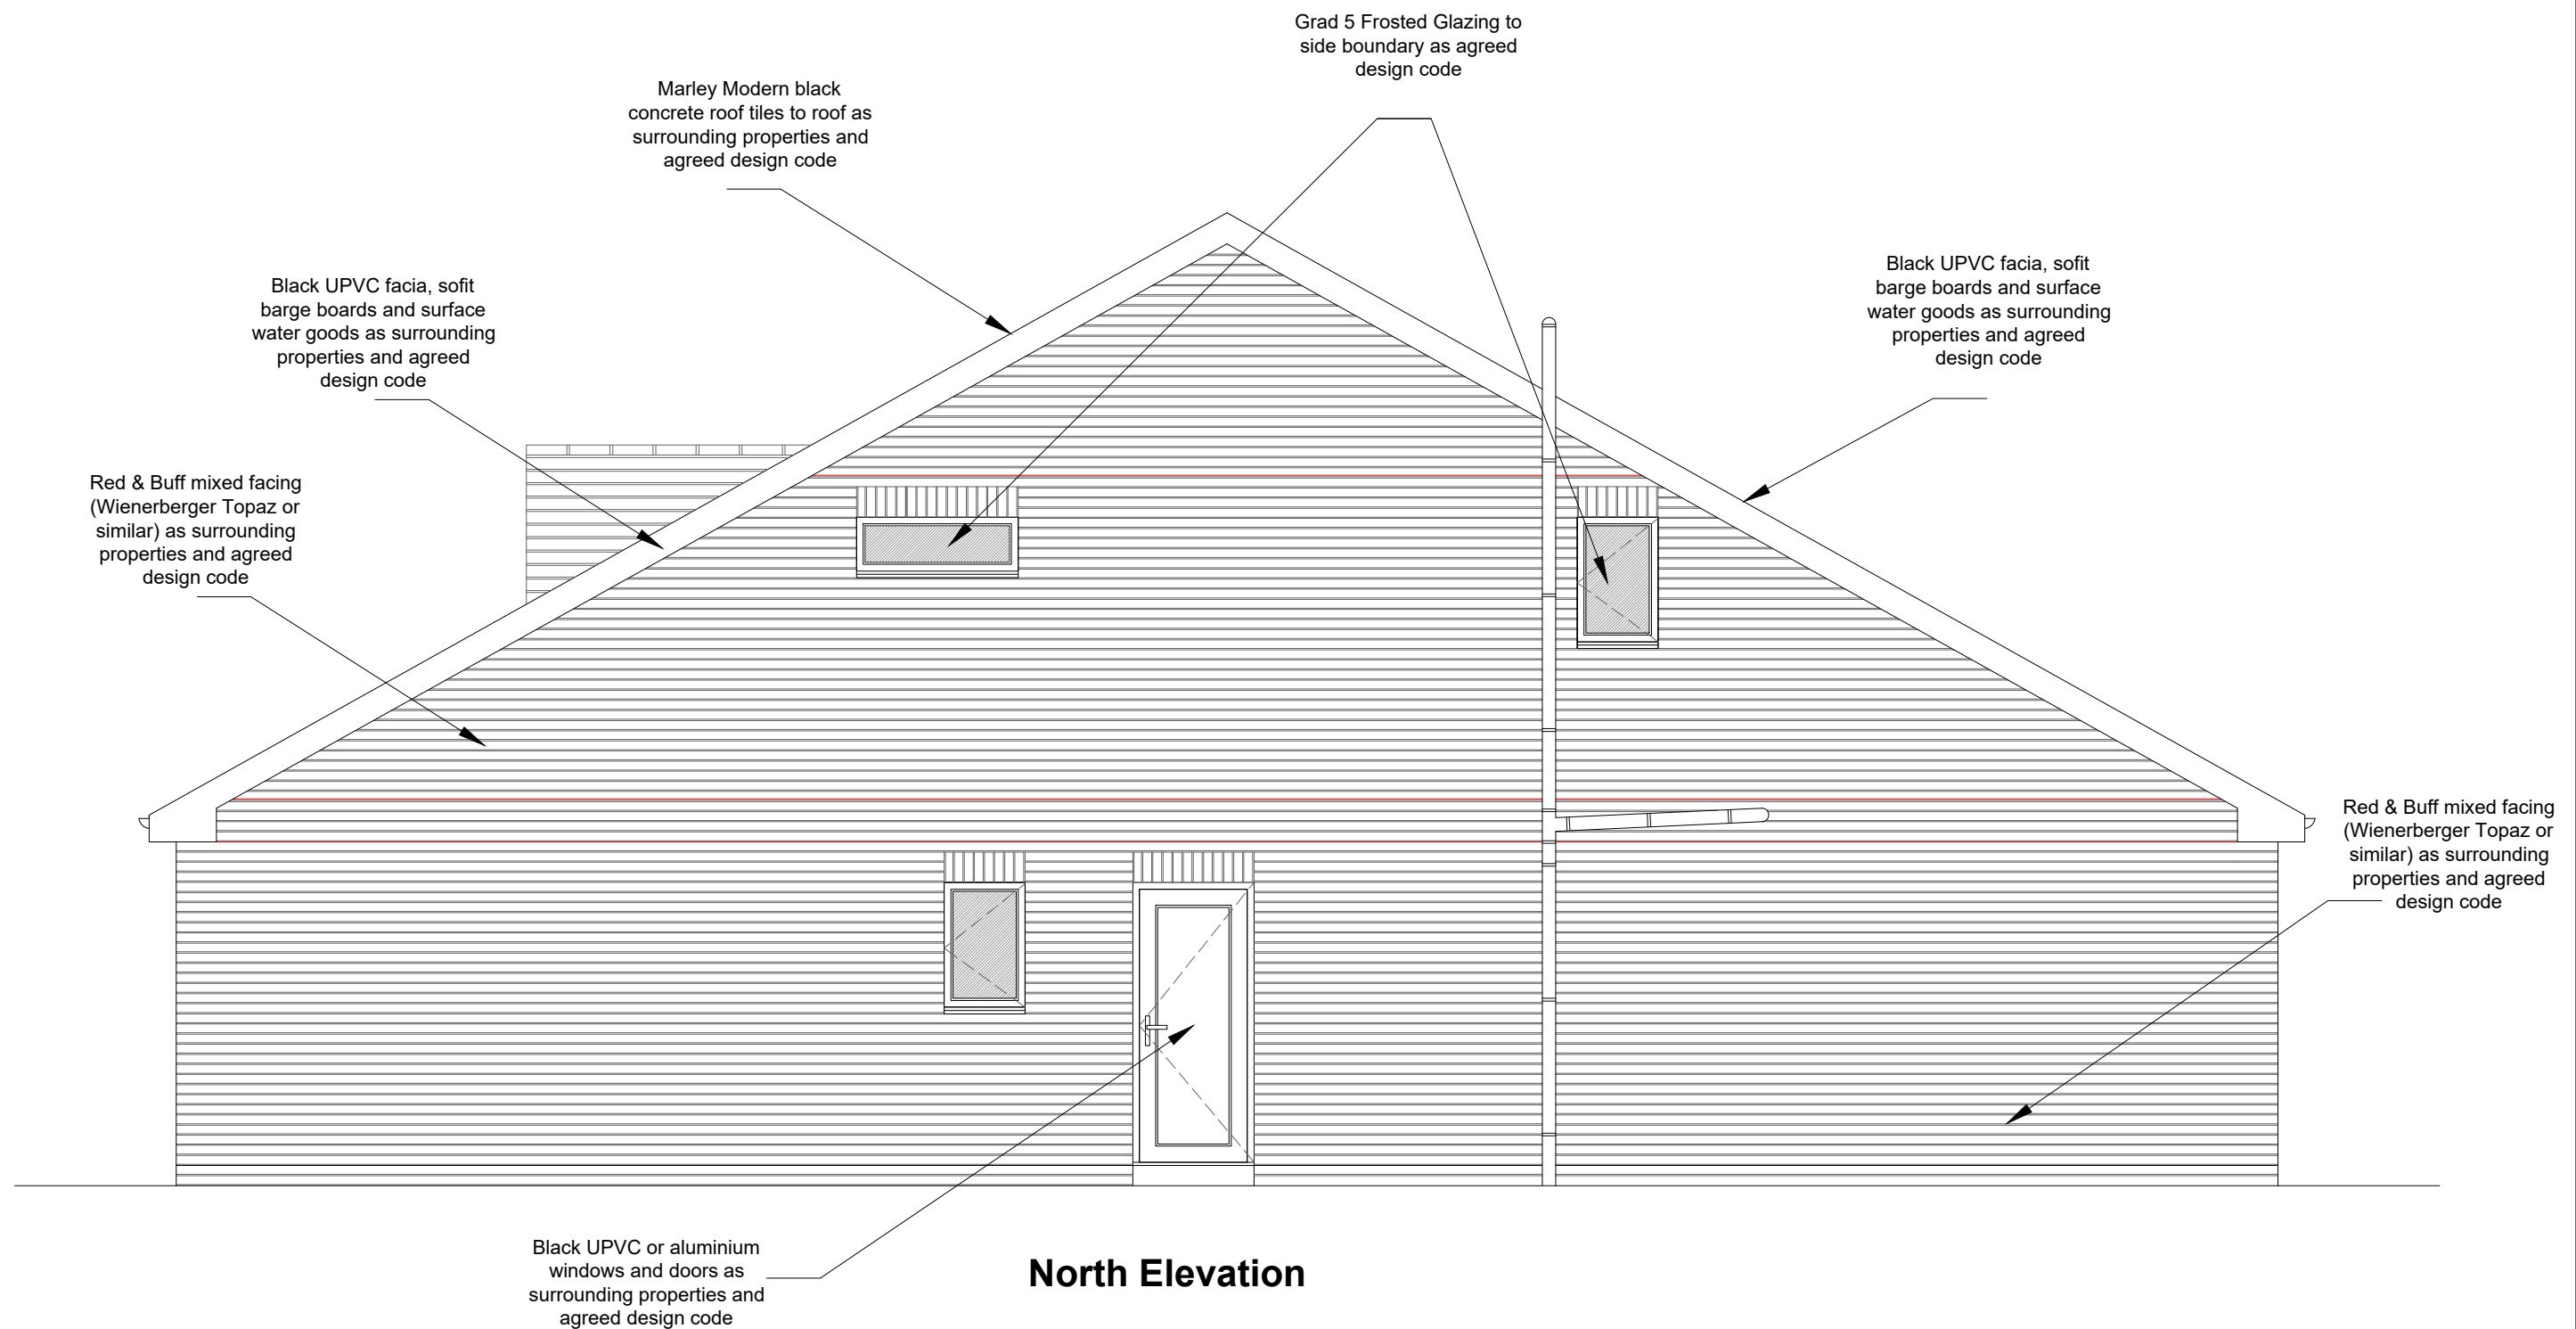 Grad 5 Frosted Glazing to
side boundary as agreed
design code
Marley Modern black
concrete roof tiles to roof as
surrounding properties and
agreed design code
Black UPVC facia, sofit
barge boards and surface
water goods as surrounding
properties and agreed
design code
Black UPVC facia, sofit
barge boards and surface
water goods as surrounding
properties and agreed
design code
Red & Buff mixed facing
(Wienerberger Topaz or
similar) as surrounding
properties and agreed
design code
Red & Buff mixed facing
(Wienerberger Topaz or
similar) as surrounding
properties and agreed
design code
Black UPVC or aluminium
windows and doors as
surrounding properties and
agreed design code
North Elevation